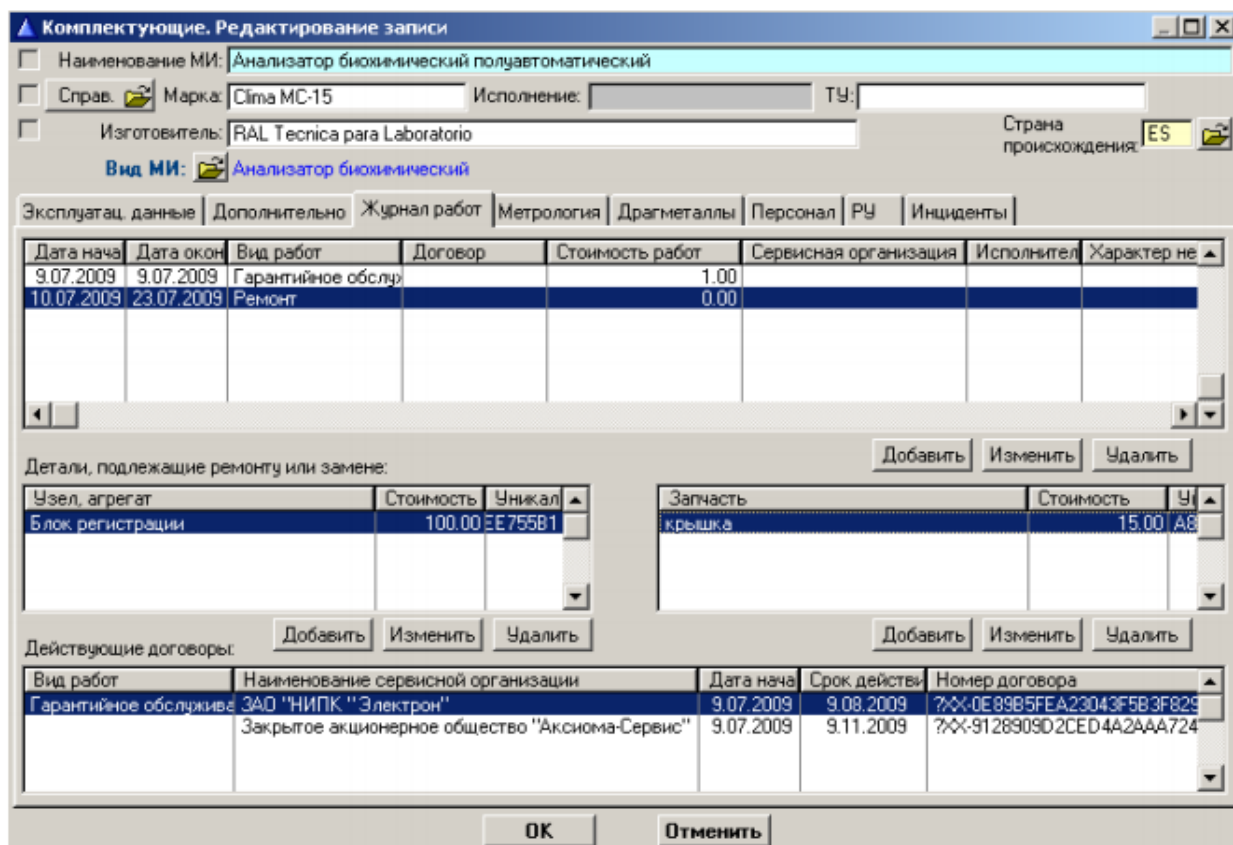 Комплектующие. Редактирование записи
Наименование МИ: Анализатор биохимический полуавтоматический
Справ. Марка: Clima MC-15 Исполнение: ТУ:
Изготовитель: RAL Tecnica para Laboratorio Страна происхождения: ES
Вид МИ: Анализатор биохимический
Эксплуатац. данные Дополнительно Журнал работ Метрология Драгметаллы Персонал РУ Инциденты
Дата нача Дата окон Вид работ Договор Стоимость работ Сервисная организация Исполнител Характер не
9.07.2009 9.07.2009 Гарантийное обслуж 1.00
10.07.2009 23.07.2009 Ремонт 0.00
Добавить Изменить Удалить
Детали, подлежащие ремонту или замене:
Узел, агрегат Стоимость Уникал Запчасть Стоимость Ун
Блок регистрации 100.00 EE755B1 крышка 15.00 A8
Добавить Изменить Удалить Добавить Изменить Удалить
Действующие договоры:
Вид работ Наименование сервисной организации Дата нача Срок действи Номер договора
Гарантийное обслужива ЗАО "НИПК "Электрон" 9.07.2009 9.08.2009 ?XX-0E89B5FEA23043F5B3F829
Закрытое акционерное общество "Аксиома-Сервис" 9.07.2009 9.11.2009 ?XX-9128909D2CED4A2AAA724
OK Отменить